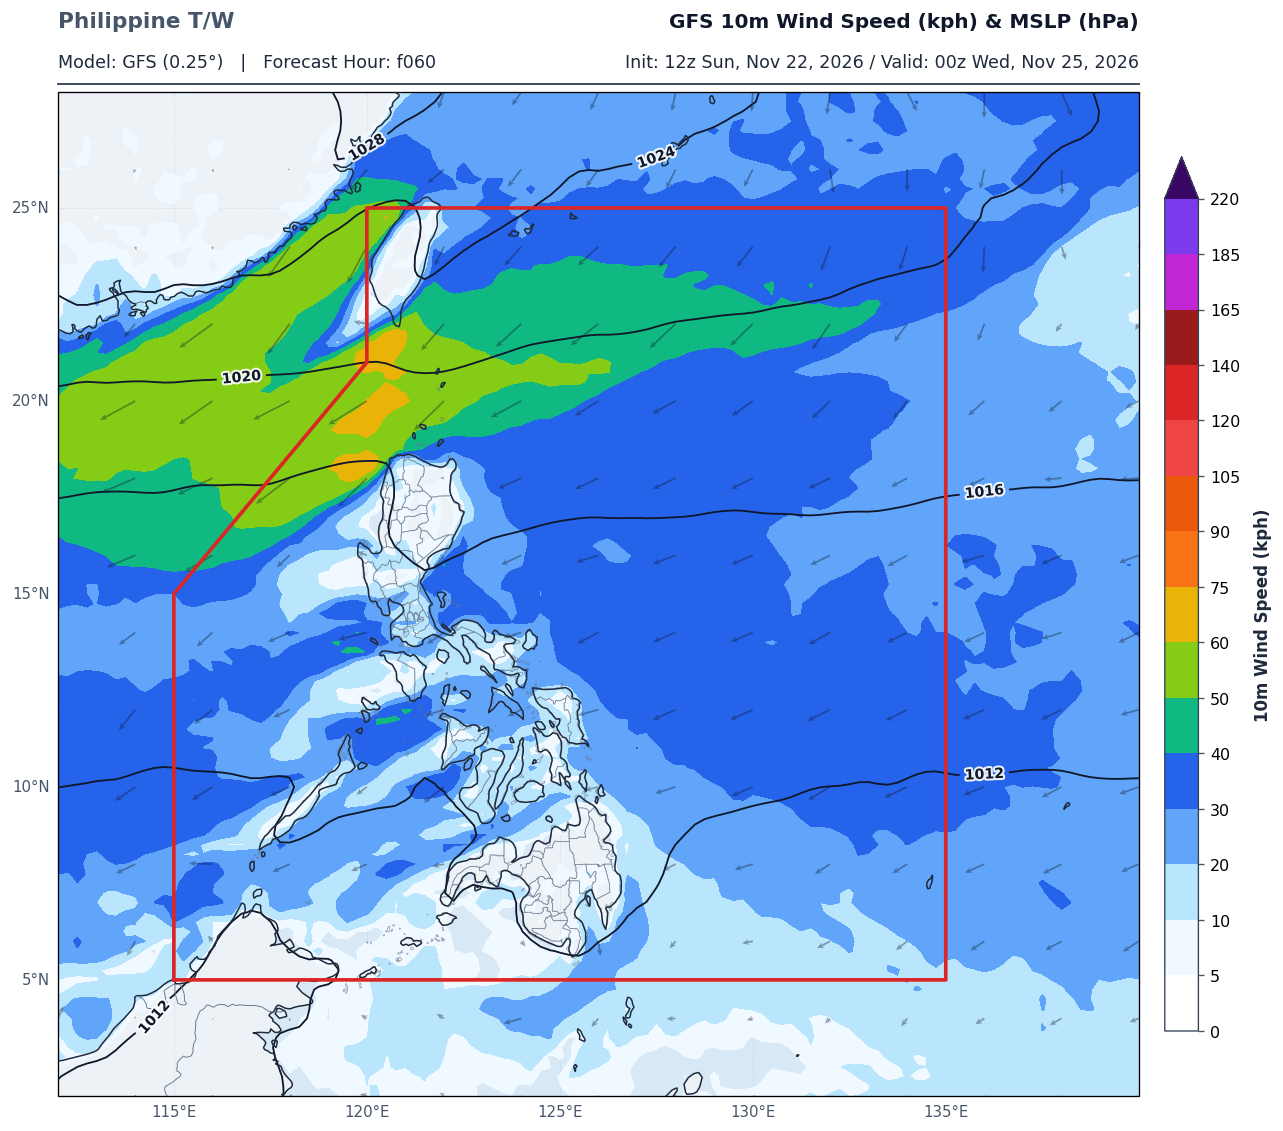 Philippine T/W
GFS 10m Wind Speed (kph) & MSLP (hPa)
Model: GFS (0.25°) | Forecast Hour: f060
Init: 12z Sun, Nov 22, 2026 / Valid: 00z Wed, Nov 25, 2026
1028
1024
1020
1016
1012
1012
25°N
20°N
15°N
10°N
5°N
115°E
120°E
125°E
130°E
135°E
220
185
165
140
120
105
90
75
60
50
40
30
20
10
5
0
10m Wind Speed (kph)